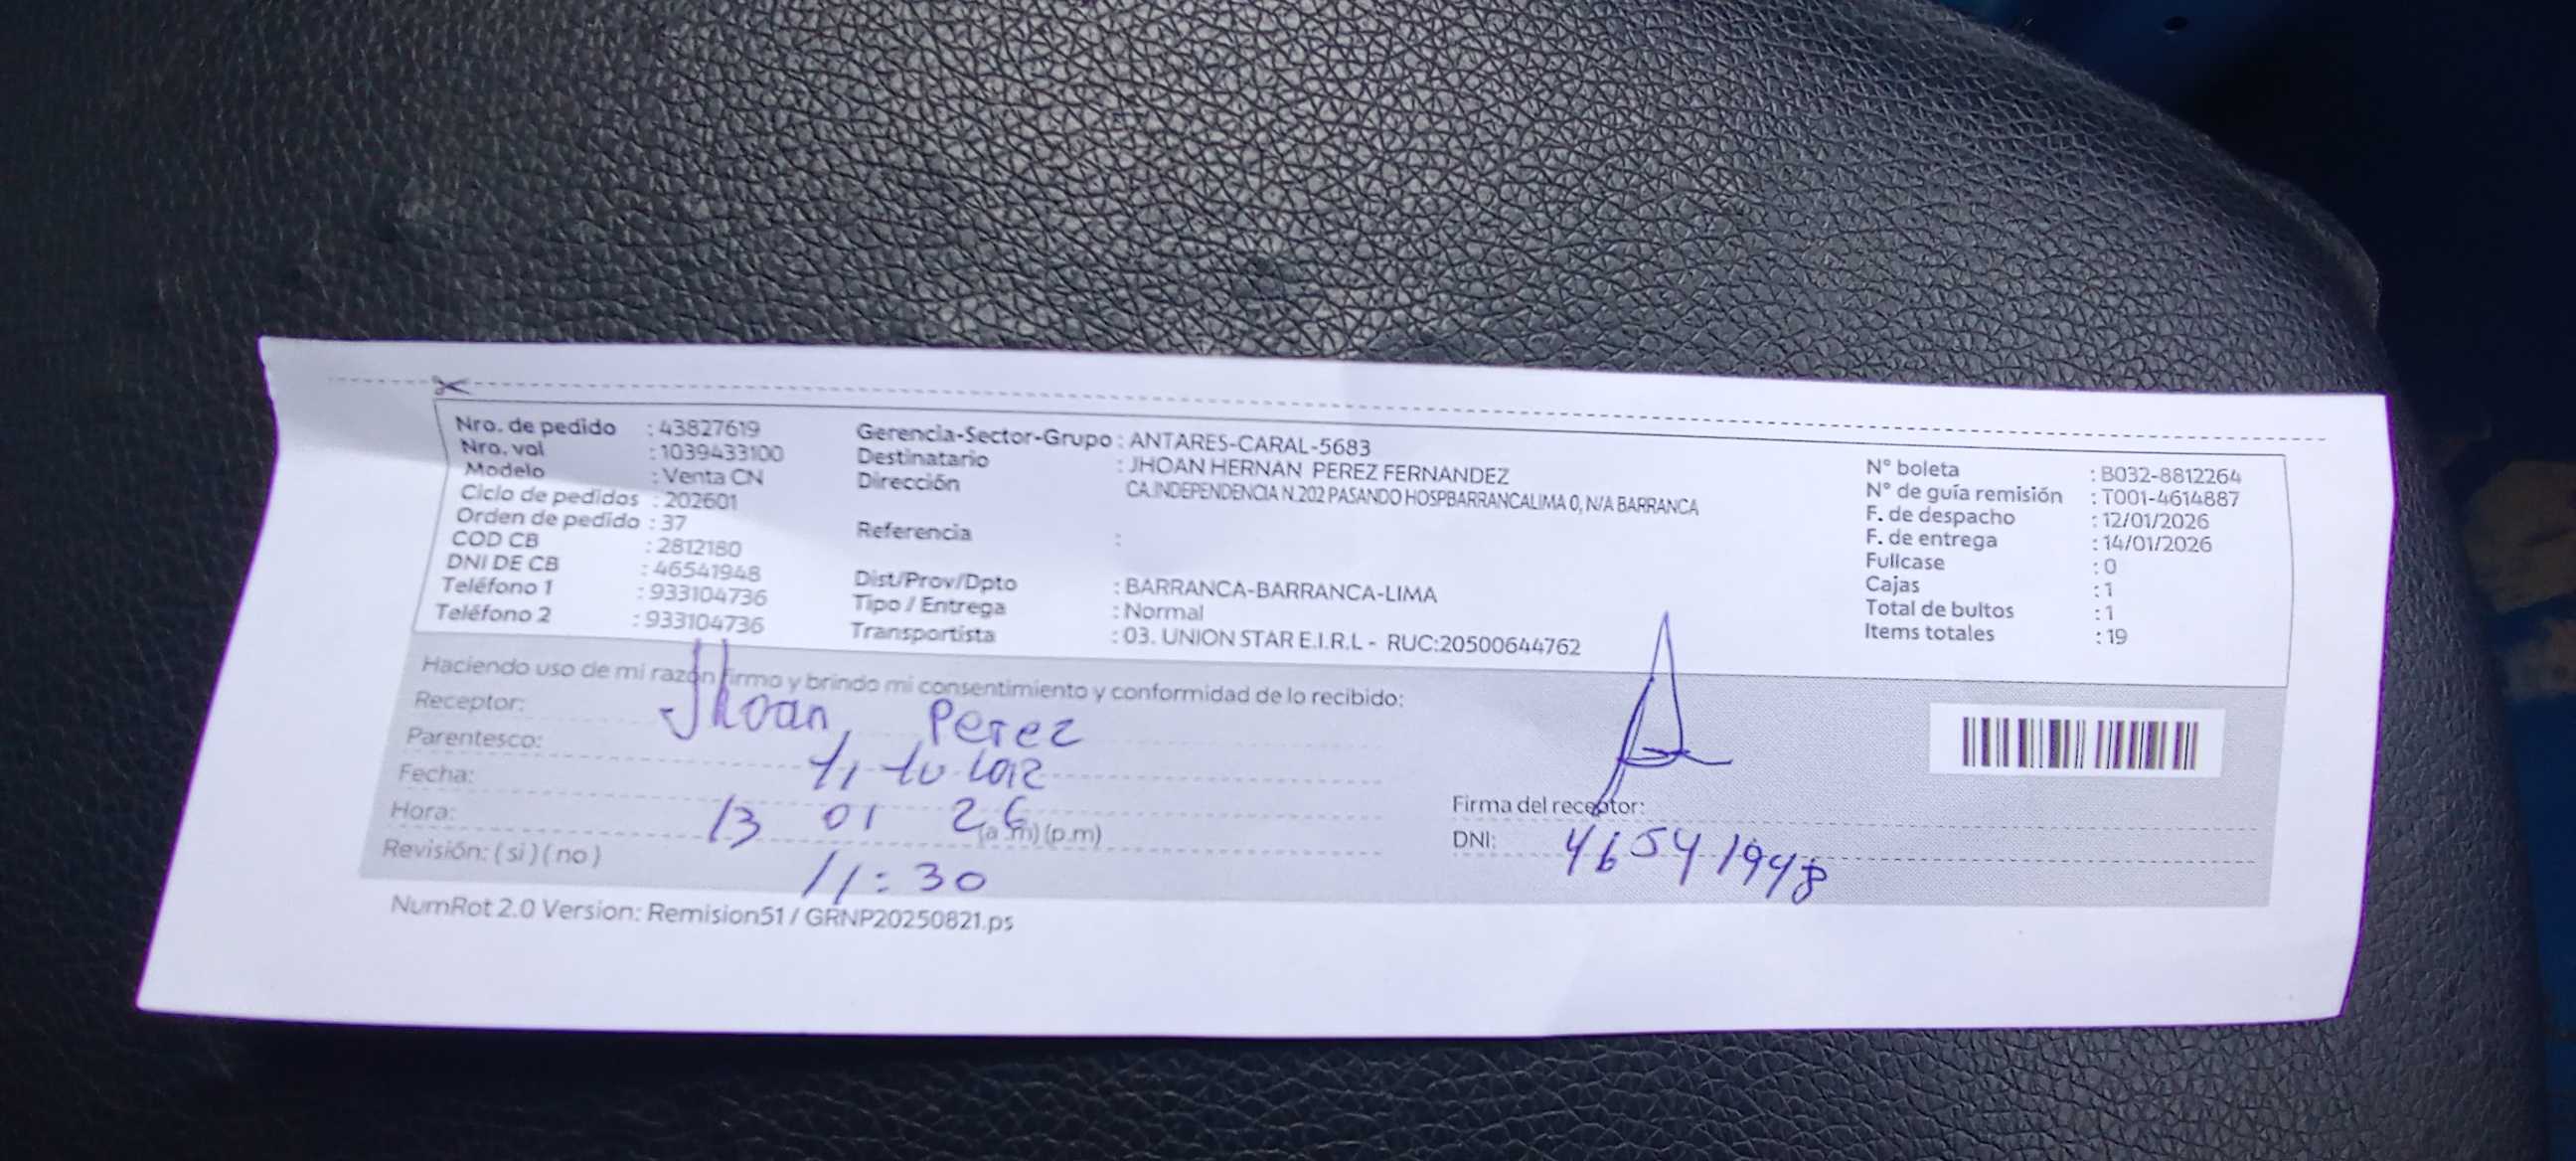 Nro. de pedido : 43827619
Nro. vol : 1039433100
Modelo : Venta CN
Ciclo de pedidos : 202601
Orden de pedido : 37
COD CB : 2812180
DNI DE CB : 46541948
Teléfono 1 : 933104736
Teléfono 2 : 933104736
Gerencia-Sector-Grupo : ANTARES-CARAL-5683
Destinatario : JHOAN HERNAN PEREZ FERNANDEZ
Dirección CA.INDEPENDENCIA N.202 PASANDO HOSPBARRANCALIMA 0, N/A BARRANCA
Referencia :
Dist/Prov/Dpto : BARRANCA-BARRANCA-LIMA
Tipo / Entrega : Normal
Transportista : 03. UNION STAR E.I.R.L - RUC:20500644762
N° boleta : B032-8812264
N° de guía remisión : T001-4614887
F. de despacho : 12/01/2026
F. de entrega : 14/01/2026
Fullcase : 0
Cajas : 1
Total de bultos : 1
Items totales : 19
Haciendo uso de mi razón firmo y brindo mi consentimiento y conformidad de lo recibido:
Receptor: Jhoan Perez
Parentesco: titular
Fecha: 13 01 26
Hora: (a.m) (p.m)
Revisión: ( si ) ( no ) 11:30
Firma del receptor:
DNI: 46541948
NumRot 2.0 Version: Remision51 / GRNP20250821.ps